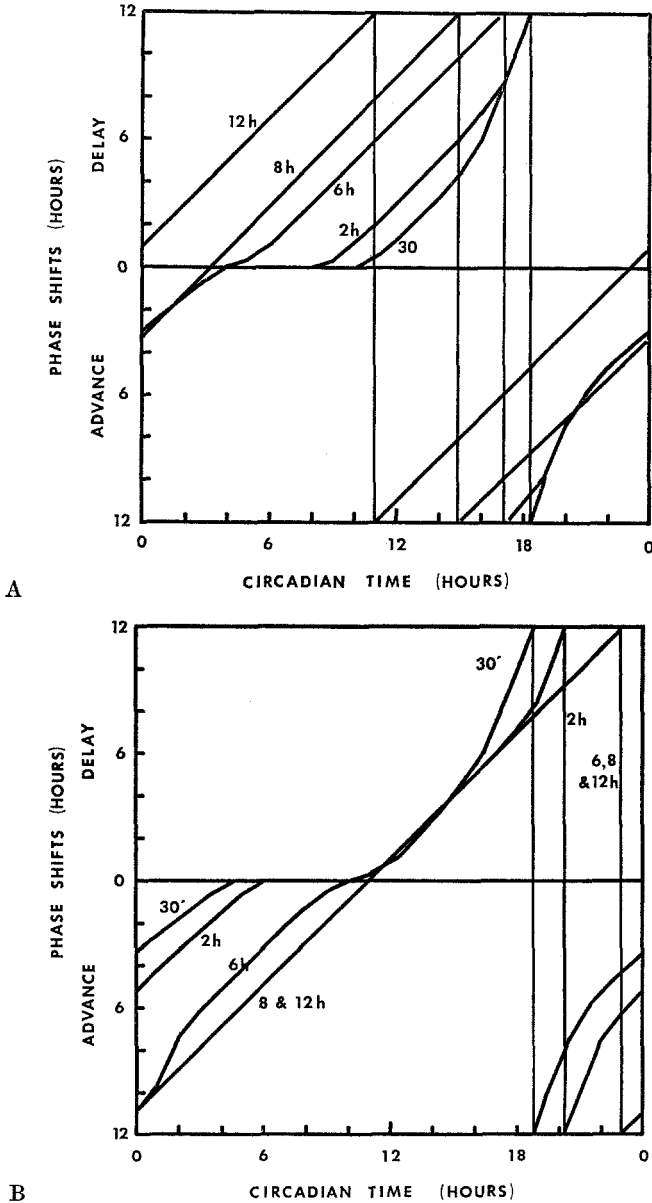 12
DELAY
6
0
ADVANCE
6
12
PHASE SHIFTS (HOURS)
12h
8h
6h
2h
30
0 6 12 18 0
CIRCADIAN TIME (HOURS)
A
12
DELAY
6
0
ADVANCE
6
12
PHASE SHIFTS (HOURS)
30´
2h
6,8
&12h
30´
2h
6h
8 & 12h
0 6 12 18 0
CIRCADIAN TIME (HOURS)
B